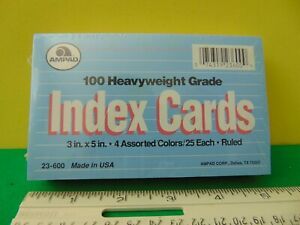 AMPAD
100 Heavyweight Grade
Index Cards
3 in. x 5 in. • 4 Assorted Colors/25 Each • Ruled
23-600 Made in USA
AMPAD CORP., Dallas, TX 75000